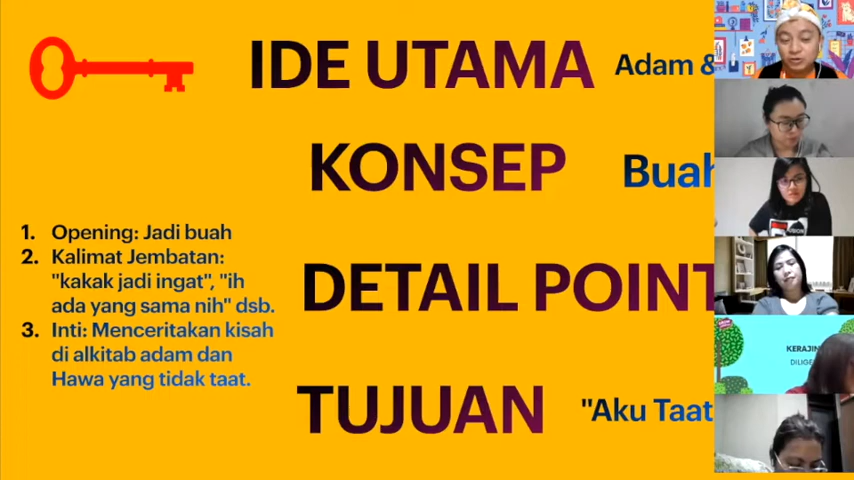 IDE UTAMA
Adam &
KONSEP
Buah
1. Opening: Jadi buah
2. Kalimat Jembatan:
"kakak jadi ingat", "ih
ada yang sama nih" dsb.
3. Inti: Menceritakan kisah
di alkitab adam dan
Hawa yang tidak taat.
DETAIL POINT
TUJUAN
"Aku Taat
KERAJIN
DILIGE